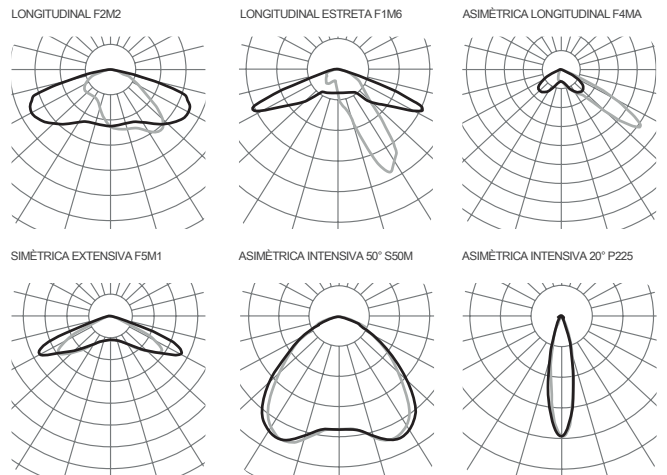 LONGITUDINAL F2M2
LONGITUDINAL ESTRETA F1M6
ASIMÈTRICA LONGITUDINAL F4MA
SIMÈTRICA EXTENSIVA F5M1
ASIMÈTRICA INTENSIVA 50° S50M
ASIMÈTRICA INTENSIVA 20° P225